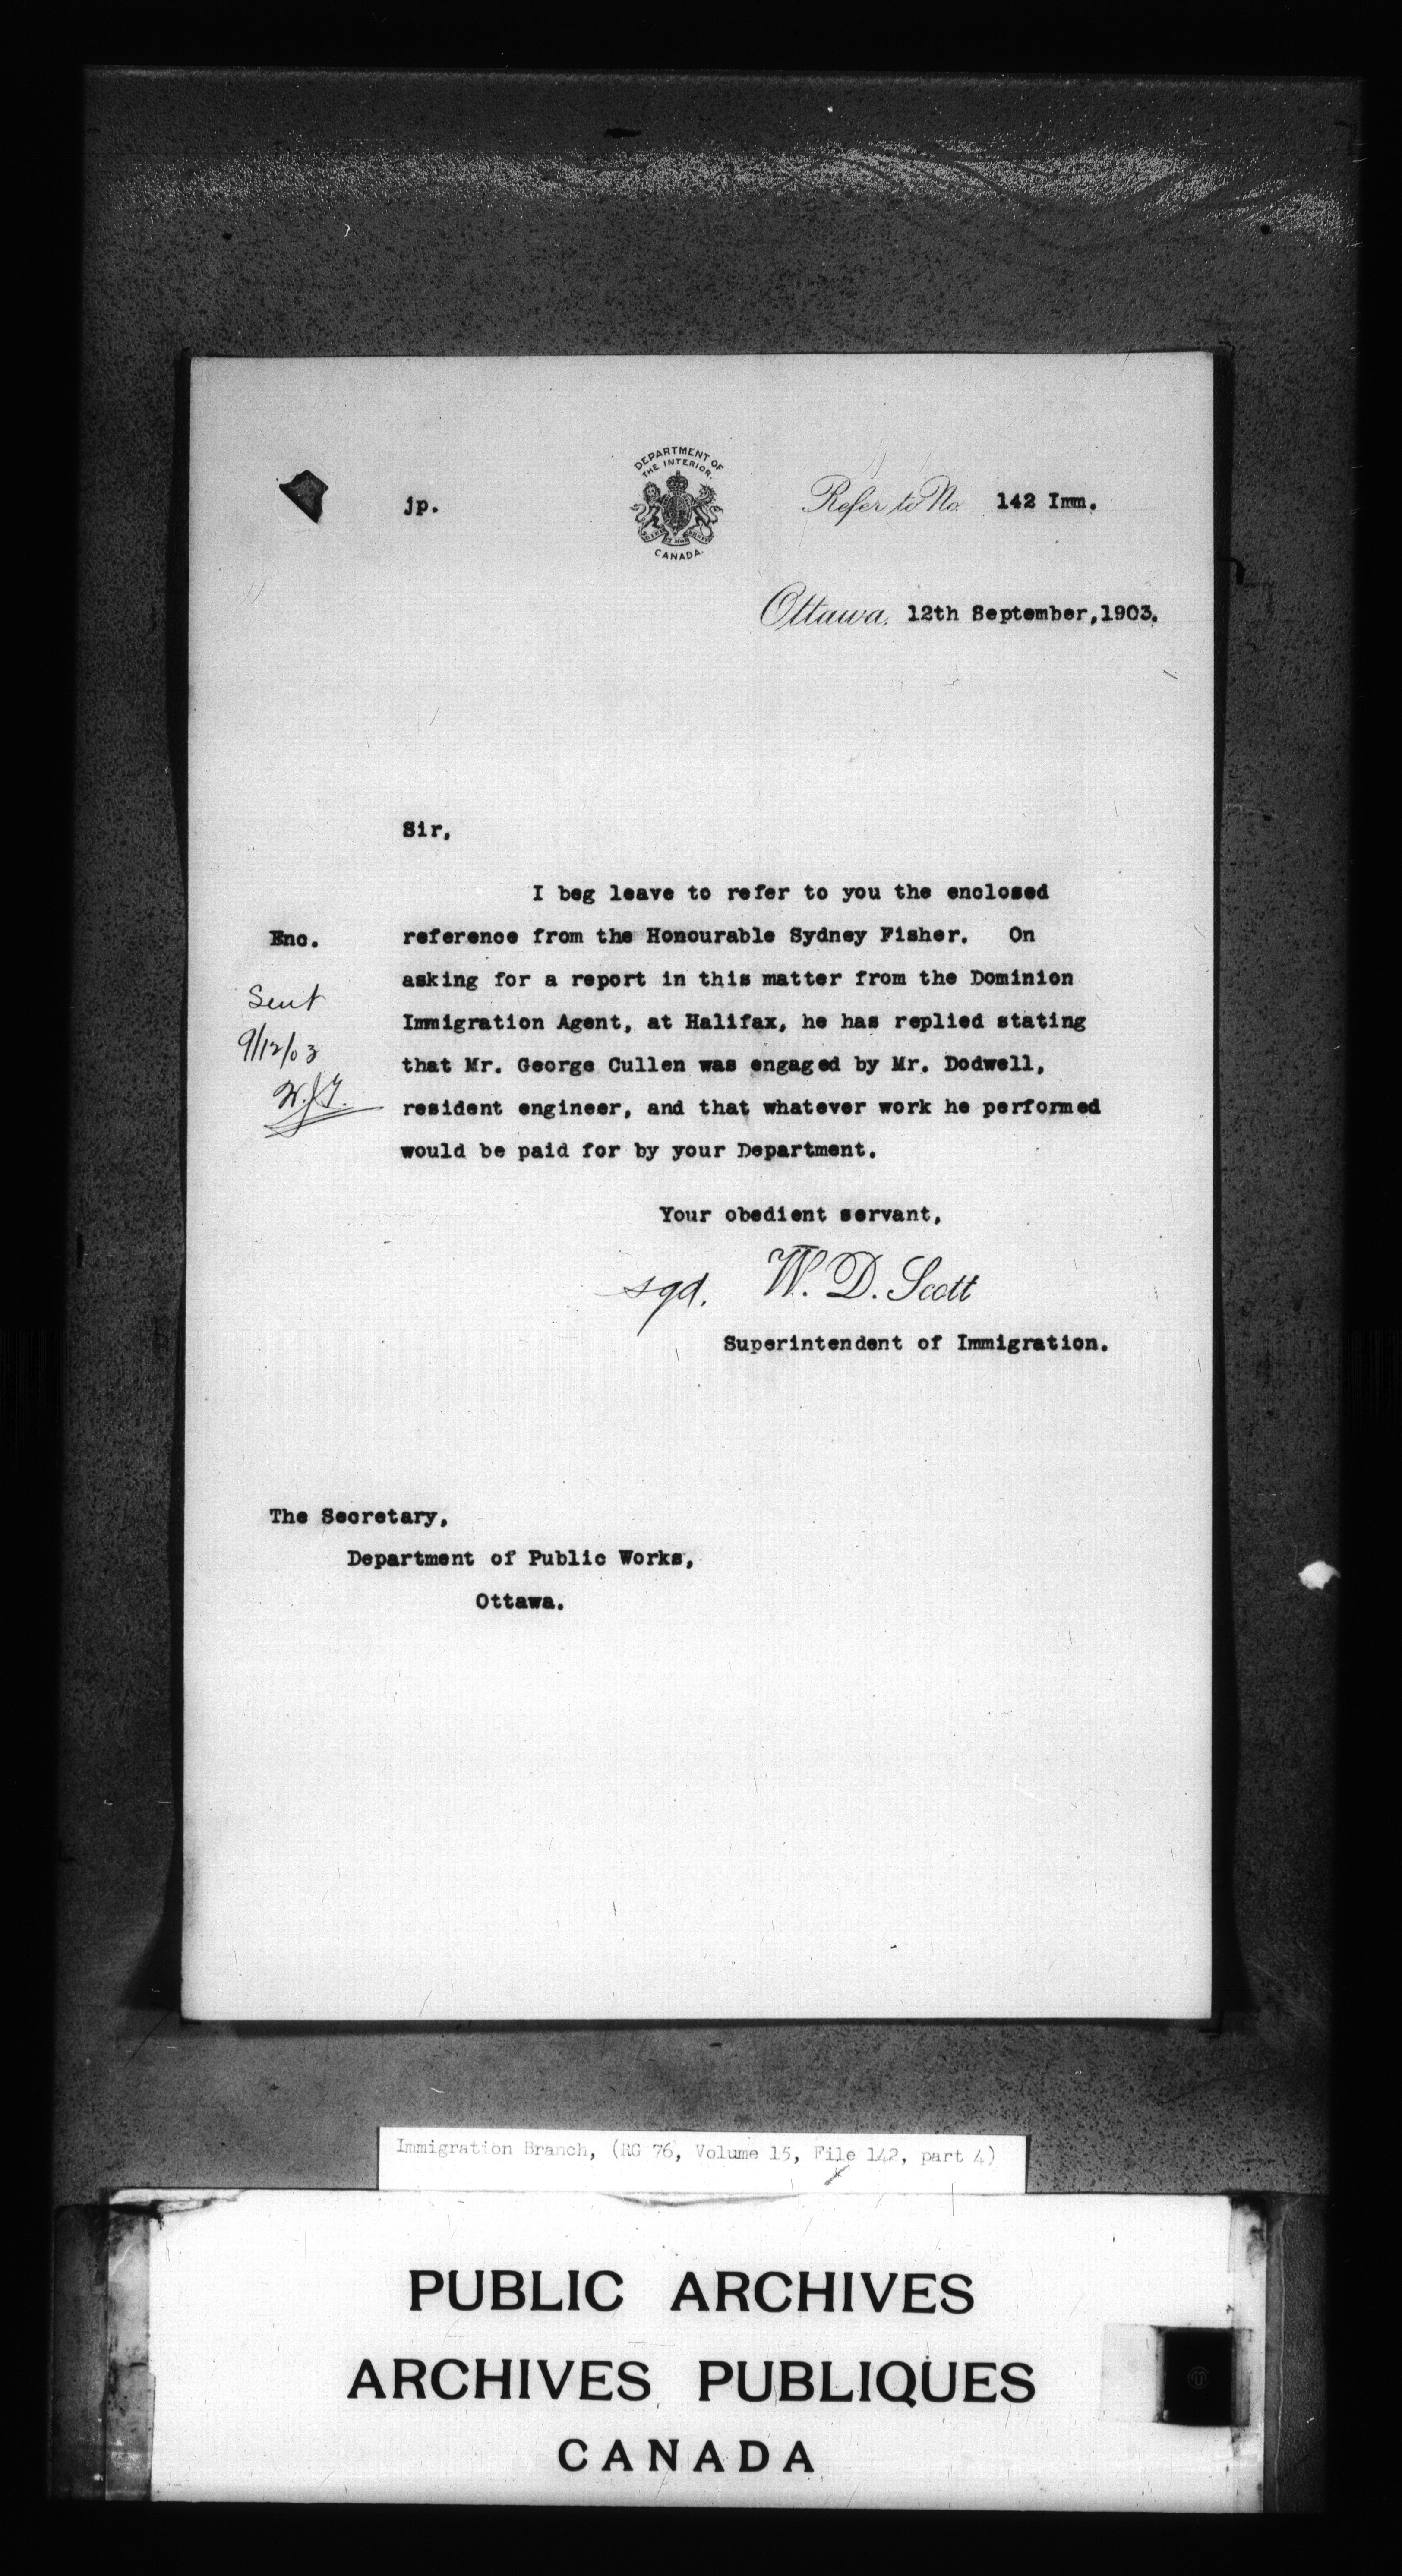 jp.
DEPARTMENT OF
THE INTERIOR.
CANADA.
Refer to No. 142 Imm.
Ottawa, 12th September, 1903.
Sir,
I beg leave to refer to you the enclosed
Enc. reference from the Honourable Sydney Fisher. On
asking for a report in this matter from the Dominion
Sent
Immigration Agent, at Halifax, he has replied stating
9/12/03
that Mr. George Cullen was engaged by Mr. Dodwell,
resident engineer, and that whatever work he performed
would be paid for by your Department.
Your obedient servant,
sgd. W. D. Scott
Superintendent of Immigration.
The Secretary,
Department of Public Works,
Ottawa.
Immigration Branch, (RG 76, Volume 15, File 142, part 4)
PUBLIC ARCHIVES
ARCHIVES PUBLIQUES
CANADA